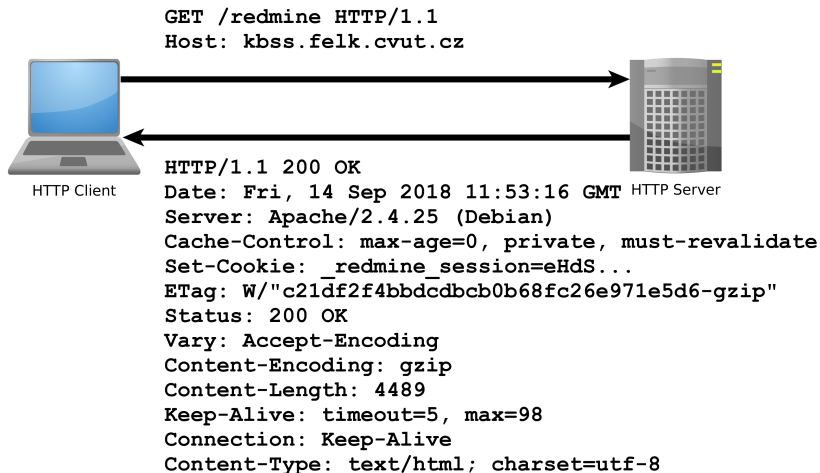 GET /redmine HTTP/1.1
Host: kbss.felk.cvut.cz
HTTP Client
HTTP Server
HTTP/1.1 200 OK
Date: Fri, 14 Sep 2018 11:53:16 GMT
Server: Apache/2.4.25 (Debian)
Cache-Control: max-age=0, private, must-revalidate
Set-Cookie: _redmine_session=eHdS...
ETag: W/"c21df2f4bbdcdbcb0b68fc26e971e5d6-gzip"
Status: 200 OK
Vary: Accept-Encoding
Content-Encoding: gzip
Content-Length: 4489
Keep-Alive: timeout=5, max=98
Connection: Keep-Alive
Content-Type: text/html; charset=utf-8